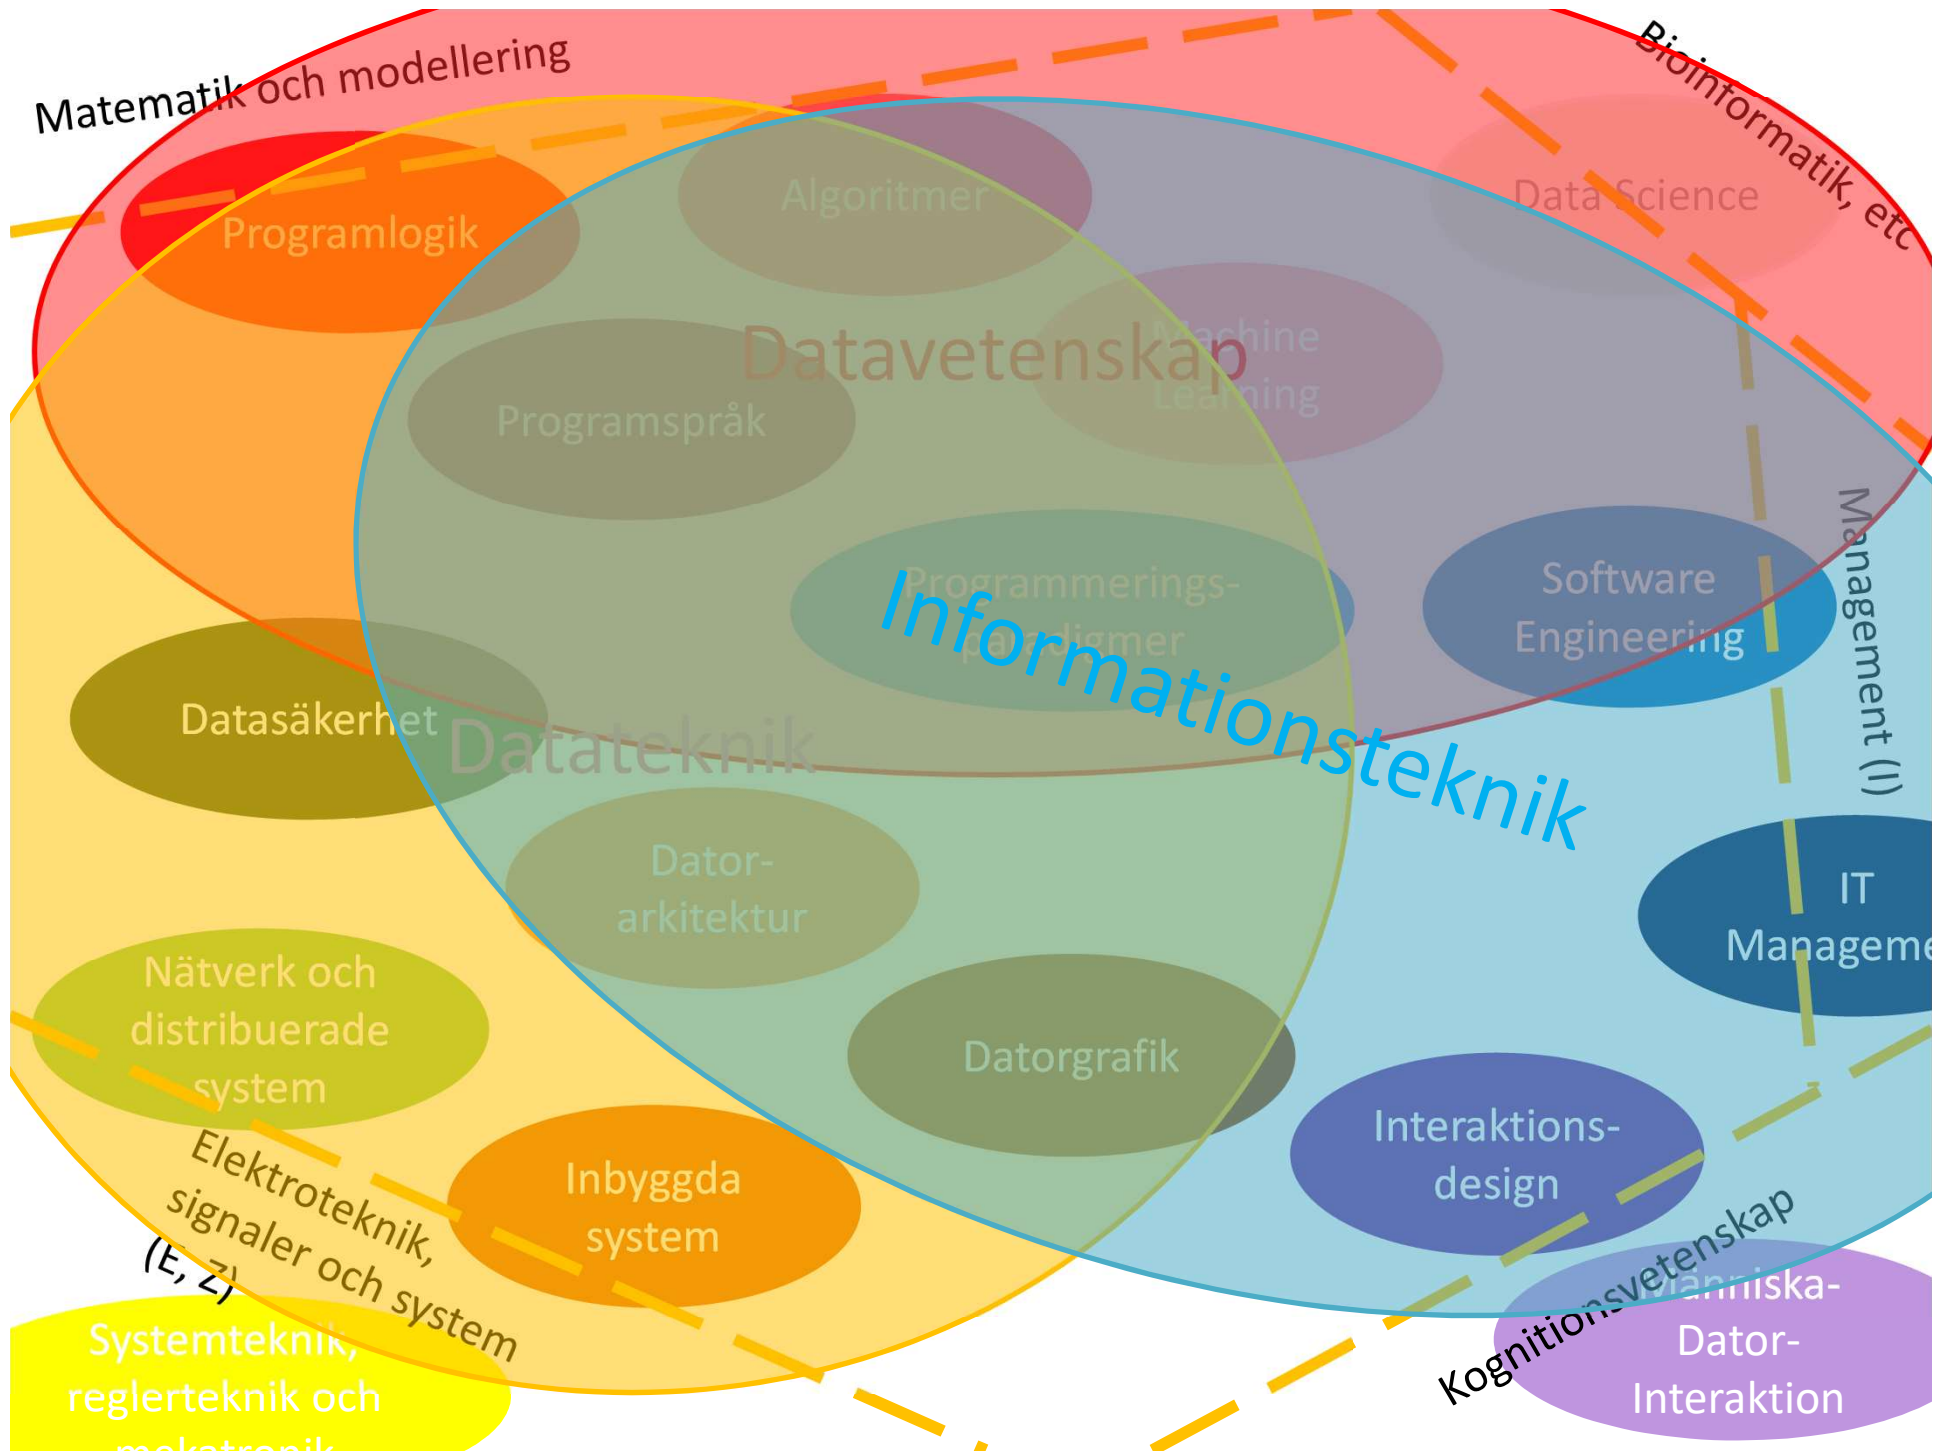 Matematik och modellering
Bioinformatik, etc
Programlogik
Algoritmer
Data Science
Datavetenskap
Machine
Learning
Programspråk
Programmerings-
paradigmer
Software
Engineering
Informationsteknik
Management (I)
Datasäkerhet
Datateknik
Dator-
arkitektur
IT
Nätverk och
distribuerade
system
Datorgrafik
Interaktions-
design
Elektroteknik,
signaler och system
(E, Z)
Inbyggda
system
Kognitionsvetenskap
Människa-
Dator-
Interaktion
Systemteknik,
reglerteknik och
mekatronik